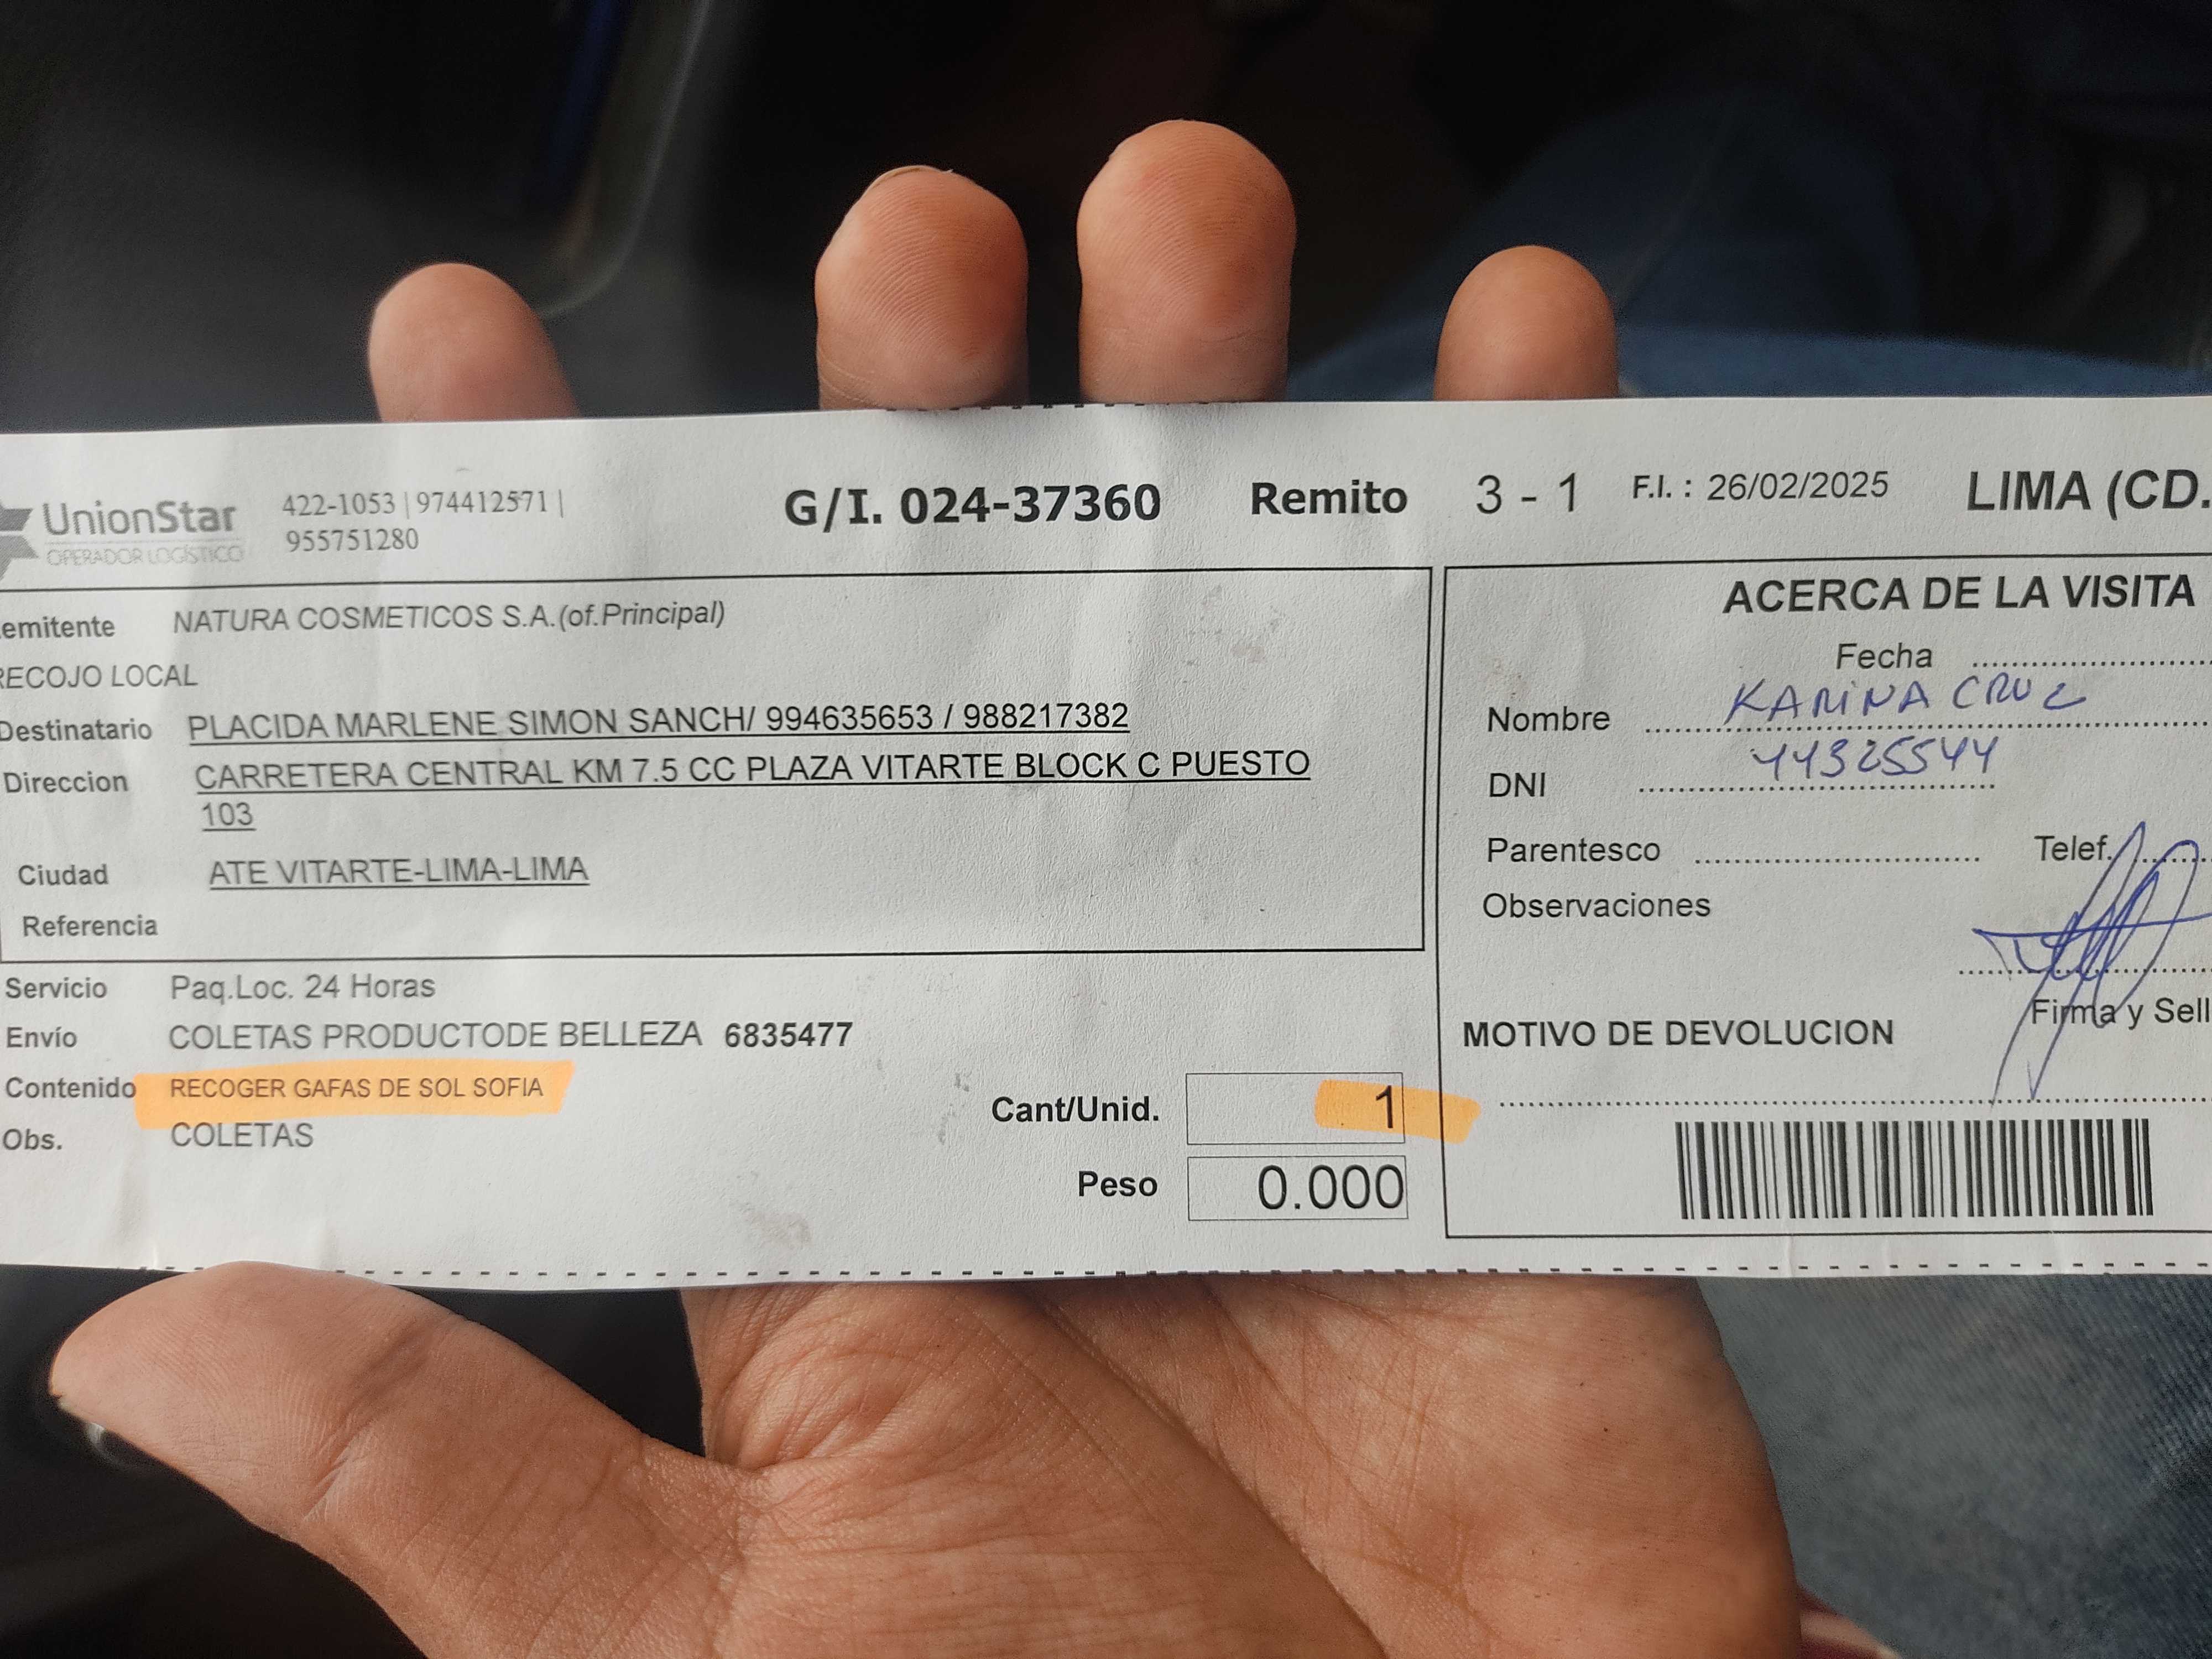 UnionStar
OPERADOR LOGÍSTICO
422-1053 | 974412571 |
955751280
G/I. 024-37360 Remito 3 - 1 F.I. : 26/02/2025 LIMA (CD.
emitente NATURA COSMETICOS S.A.(of.Principal)
RECOJO LOCAL
Destinatario PLACIDA MARLENE SIMON SANCH/ 994635653 / 988217382
Direccion CARRETERA CENTRAL KM 7.5 CC PLAZA VITARTE BLOCK C PUESTO
103
Ciudad ATE VITARTE-LIMA-LIMA
Referencia
Servicio Paq.Loc. 24 Horas
Envío COLETAS PRODUCTODE BELLEZA 6835477
Contenido RECOGER GAFAS DE SOL SOFIA
Obs. COLETAS
Cant/Unid. 1
Peso 0.000
ACERCA DE LA VISITA
Fecha
Nombre KARINA CRUZ
DNI 44325544
Parentesco Telef.
Observaciones
Firma y Sell
MOTIVO DE DEVOLUCION